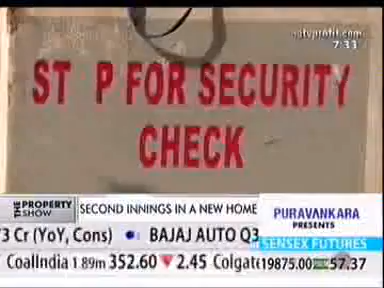 ndtvprofit.com
7:33
ST P FOR SECURITY
CHECK
THE PROPERTY SHOW
SECOND INNINGS IN A NEW HOME
PURAVANKARA
PRESENTS
/3 Cr (YoY, Cons) BAJAJ AUTO Q3
SENSEX FUTURES
CoalIndia 1.89m 352.60 ▼ 2.45 Colgate
19875.00 57.37